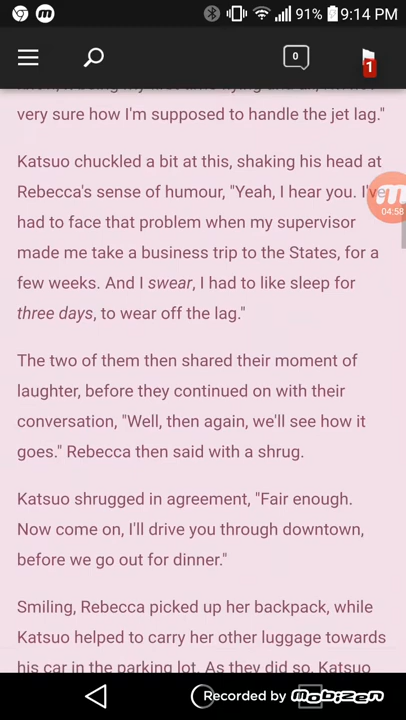 91% 9:14 PM
0
1
very sure how I'm supposed to handle the jet lag."
Katsuo chuckled a bit at this, shaking his head at
Rebecca's sense of humour, "Yeah, I hear you. I've
had to face that problem when my supervisor
made me take a business trip to the States, for a
04:58
few weeks. And I swear, I had to like sleep for
three days, to wear off the lag."
The two of them then shared their moment of
laughter, before they continued on with their
conversation, "Well, then again, we'll see how it
goes." Rebecca then said with a shrug.
Katsuo shrugged in agreement, "Fair enough.
Now come on, I'll drive you through downtown,
before we go out for dinner."
Smiling, Rebecca picked up her backpack, while
Katsuo helped to carry her other luggage towards
his car in the parking lot. As they did so, Katsuo
Recorded by mobizen